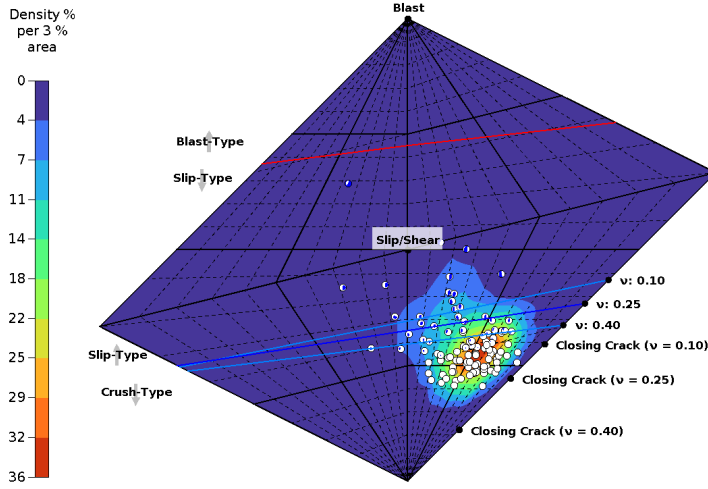 Blast
Density %
per 3 %
area
0
4
7
11
14
18
22
25
29
32
36
Blast-Type
Slip-Type
Slip/Shear
ν: 0.10
ν: 0.25
ν: 0.40
Closing Crack (ν = 0.10)
Slip-Type
Crush-Type
Closing Crack (ν = 0.25)
Closing Crack (ν = 0.40)